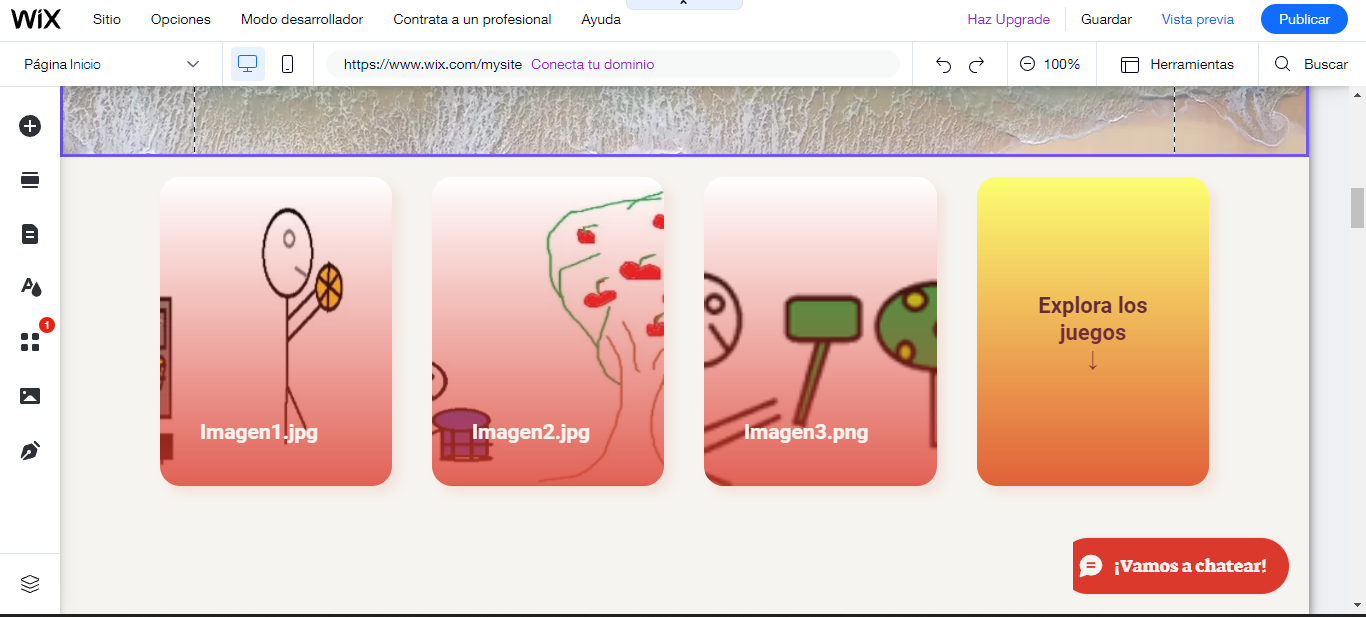 WiX
Sitio
Opciones
Modo desarrollador
Contrata a un profesional
Ayuda
Haz Upgrade
Guardar
Vista previa
Publicar
Página Inicio
https://www.wix.com/mysite
Conecta tu dominio
100%
Herramientas
Buscar
1
Imagen1.jpg
Imagen2.jpg
Imagen3.png
Explora los
juegos
↓
¡Vamos a chatear!